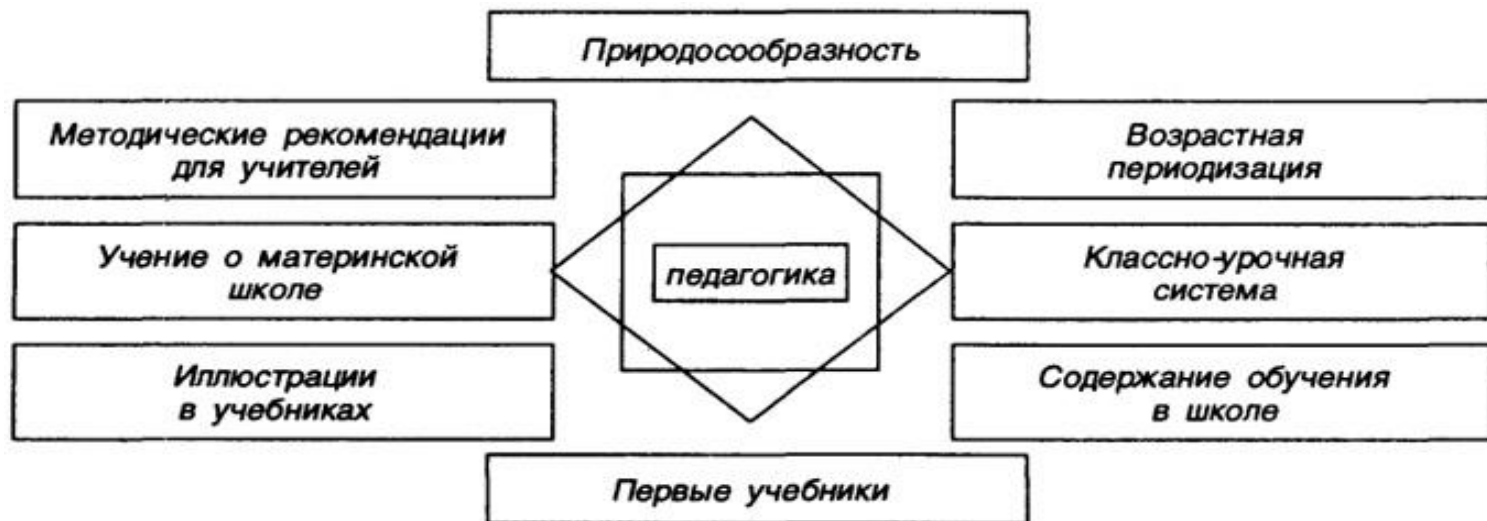 Природосообразность
Методические рекомендации
для учителей
Возрастная
периодизация
Учение о материнской
школе
педагогика
Классно-урочная
система
Иллюстрации
в учебниках
Содержание обучения
в школе
Первые учебники